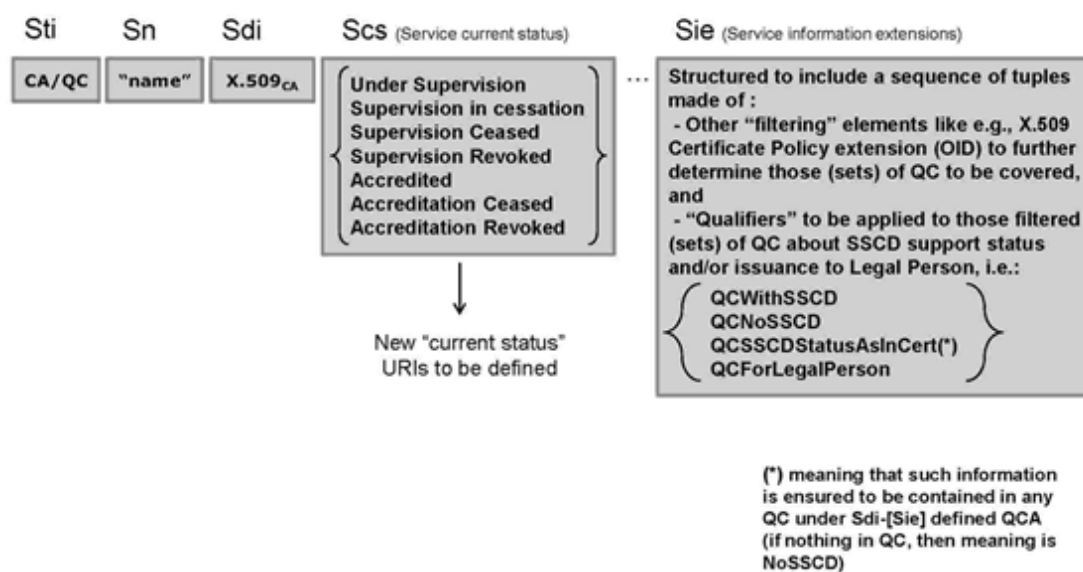 Sti Sn Sdi Scs (Service current status) Sie (Service information extensions)
CA/QC "name" X.509CA
Under Supervision
Supervision in cessation
Supervision Ceased
Supervision Revoked
Accredited
Accreditation Ceased
Accreditation Revoked
New "current status"
URIs to be defined
...
Structured to include a sequence of tuples
made of :
- Other "filtering" elements like e.g., X.509
Certificate Policy extension (OID) to further
determine those (sets) of QC to be covered,
and
- "Qualifiers" to be applied to those filtered
(sets) of QC about SSCD support status
and/or issuance to Legal Person, i.e.:
QCWithSSCD
QCNoSSCD
QCSSCDStatusAsInCert(*)
QCForLegalPerson
(*) meaning that such information
is ensured to be contained in any
QC under Sdi-[Sie] defined QCA
(if nothing in QC, then meaning is
NoSSCD)